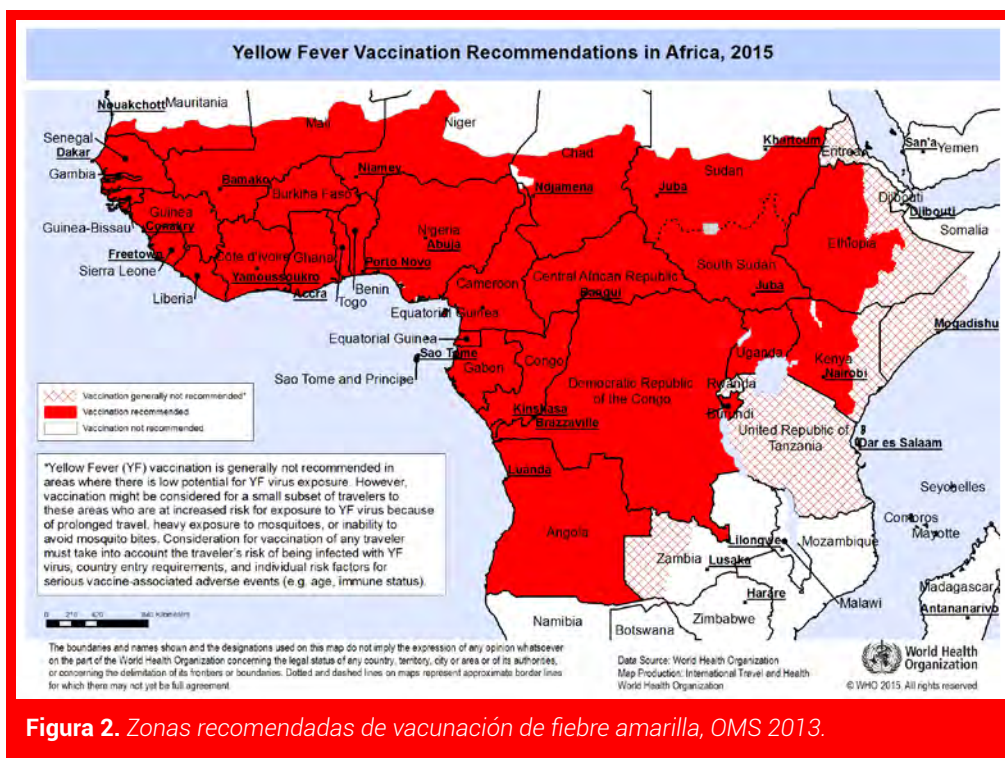 Yellow Fever Vaccination Recommendations in Africa, 2015
Nouakchott
Mauritania
Mali
Niger
Chad
Sudan
Khartoum
Eritrea
San'a
Yemen
Senegal
Dakar
Gambia
Bamako
Niamey
Burkina Faso
Ndjamena
Juba
Djibouti
Djibouti
Somalia
Guinea-Bissau
Guinea
Conakry
Nigeria
Abuja
Ethiopia
Freetown
Sierra Leone
Côte d'Ivoire
Ghana
Yamoussoukro
Porto Novo
South Sudan
Central African Republic
Cameroon
Bangui
Juba
Liberia
Accra
Togo
Benin
Equatorial Guinea
Mogadishu
Equatorial Guinea
Sao Tome
Gabon
Congo
Uganda
Kenya
Nairobi
Sao Tome and Principe
Democratic Republic
of the Congo
Rwanda
Burundi
Kinskasa
Brazzaville
United Republic of
Tanzania
Dar es Salaam
Vaccination generally not recommended*
Vaccination recommended
Vaccination not recommended
Luanda
Seychelles
Angola
Comoros
Mayotte
Zambia
Lilongwe
Lusaka
Mozambique
Harare
Malawi
Madagascar
Antananarivo
Namibia
Botswana
Zimbabwe
*Yellow Fever (YF) vaccination is generally not recommended in
areas where there is low potential for YF virus exposure. However,
vaccination might be considered for a small subset of travelers to
these areas who are at increased risk for exposure to YF virus because
of prolonged travel, heavy exposure to mosquitoes, or inability to
avoid mosquito bites. Consideration for vaccination of any traveler
must take into account the traveler's risk of being infected with YF
virus, country entry requirements, and individual risk factors for
serious vaccine-associated adverse events (e.g. age, immune status).
0 210 420 840 Kilometers
The boundaries and names shown and the designations used on this map do not imply the expression of any opinion whatsoever
on the part of the World Health Organization concerning the legal status of any country, territory, city or area or of its authorities,
or concerning the delimitation of its frontiers or boundaries. Dotted and dashed lines on maps represent approximate border lines
for which there may not yet be full agreement.
Data Source: World Health Organization
Map Production: International Travel and Health
World Health Organization
World Health
Organization
© WHO 2015. All rights reserved
Figura 2. Zonas recomendadas de vacunación de fiebre amarilla, OMS 2013.